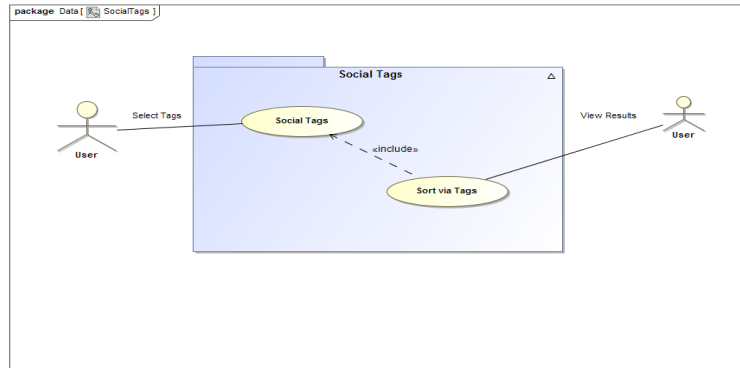 package Data [ SocialTags ]
Social Tags
Select Tags
Social Tags
View Results
User
User
«include»
Sort via Tags